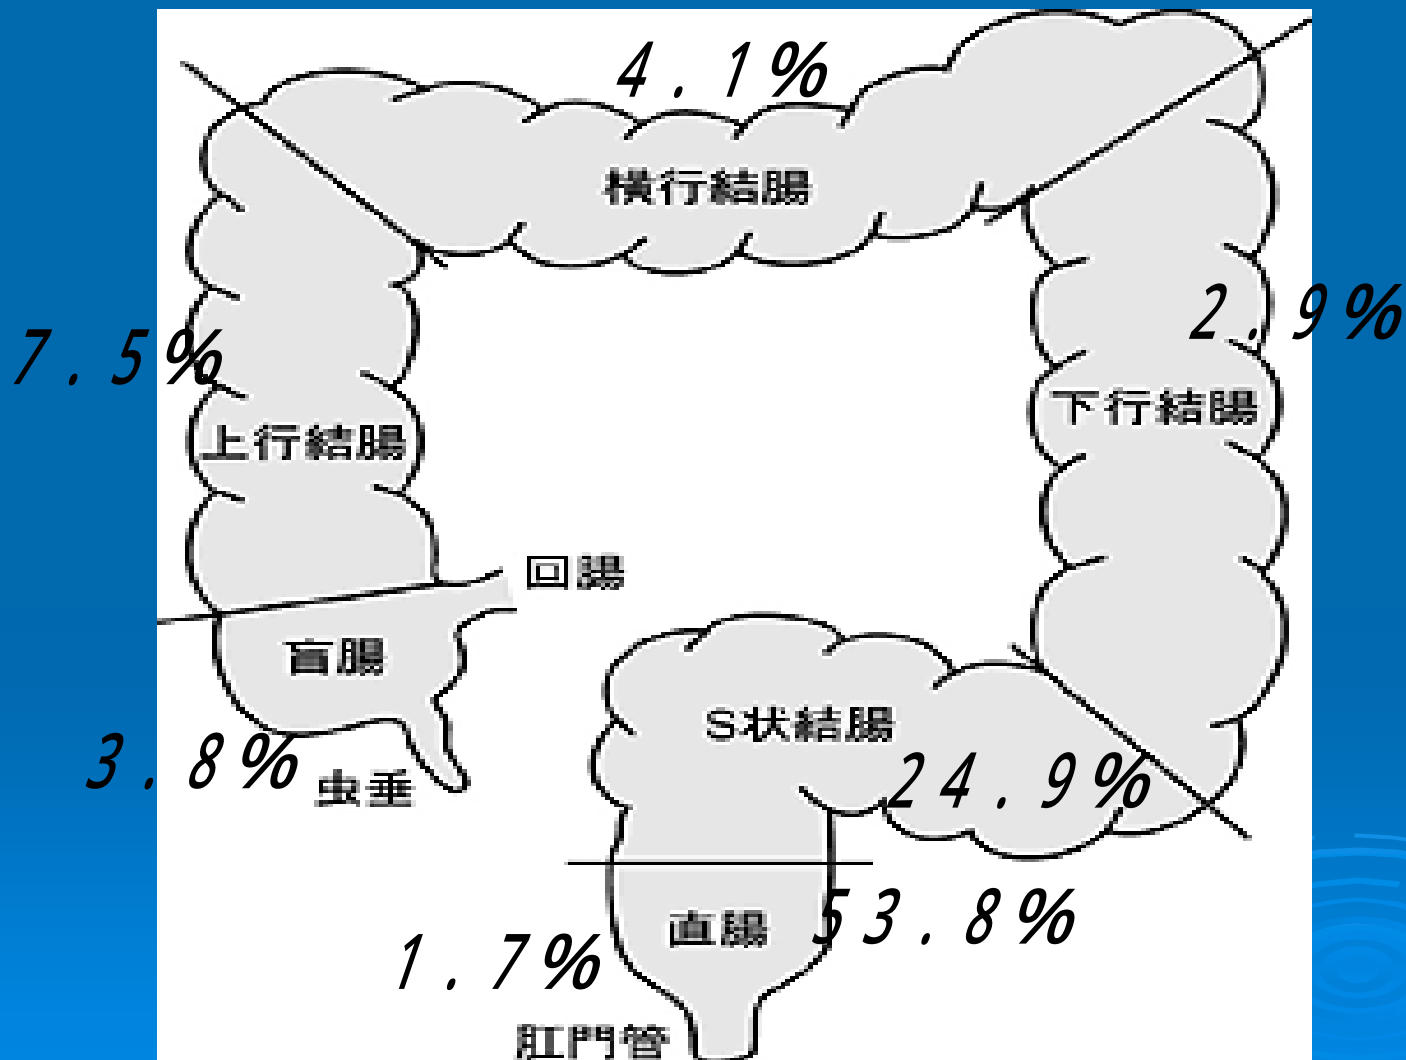 4.1%
横行結腸
2.9%
7.5%
下行結腸
上行結腸
回腸
盲腸
S状結腸
3.8%
虫垂
24.9%
53.8%
直腸
1.7%
肛門管